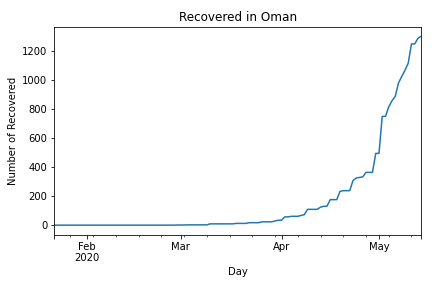 Recovered in Oman
Number of Recovered
1200
1000
800
600
400
200
0
Feb
2020
Mar
Apr
May
Day